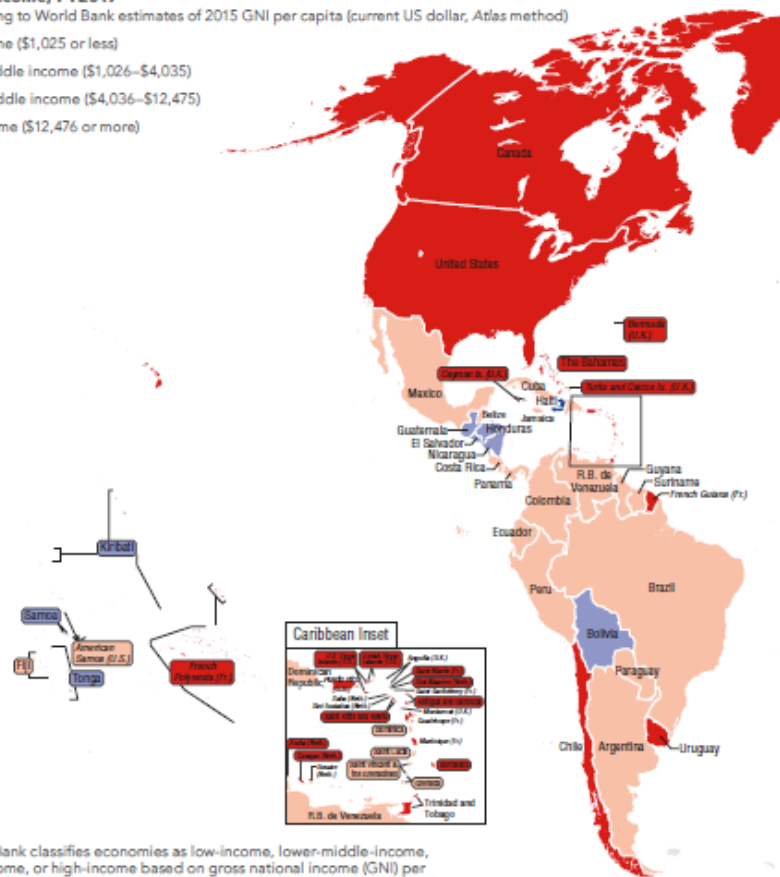 ng to World Bank estimates of 2015 GNI per capita (current US dollar, Atlas method)
me ($1,025 or less)
ddle income ($1,026–$4,035)
ddle income ($4,036–$12,475)
me ($12,476 or more)
Canada
United States
Bermuda
(U.K.)
The Bahamas
Cayman Is. (U.K.)
Cuba
Turks and Caicos Is. (U.K.)
Mexico
Haiti
Belize
Jamaica
Guatemala
Honduras
El Salvador
Nicaragua
Costa Rica
Panama
R.B. de
Venezuela
Guyana
Suriname
French Guiana (Fr.)
Colombia
Ecuador
Kiribati
Peru
Brazil
Samoa
American
Samoa (U.S.)
Fiji
Tonga
French
Polynesia (Fr.)
Bolivia
Paraguay
Chile
Argentina
Uruguay
Caribbean Inset
Dominican
Republic
Anguilla (U.K.)
Montserrat (U.K.)
Guadeloupe (Fr.)
Martinique (Fr.)
Trinidad and
Tobago
R.B. de Venezuela
Bank classifies economies as low-income, lower-middle-income,
ome, or high-income based on gross national income (GNI) per